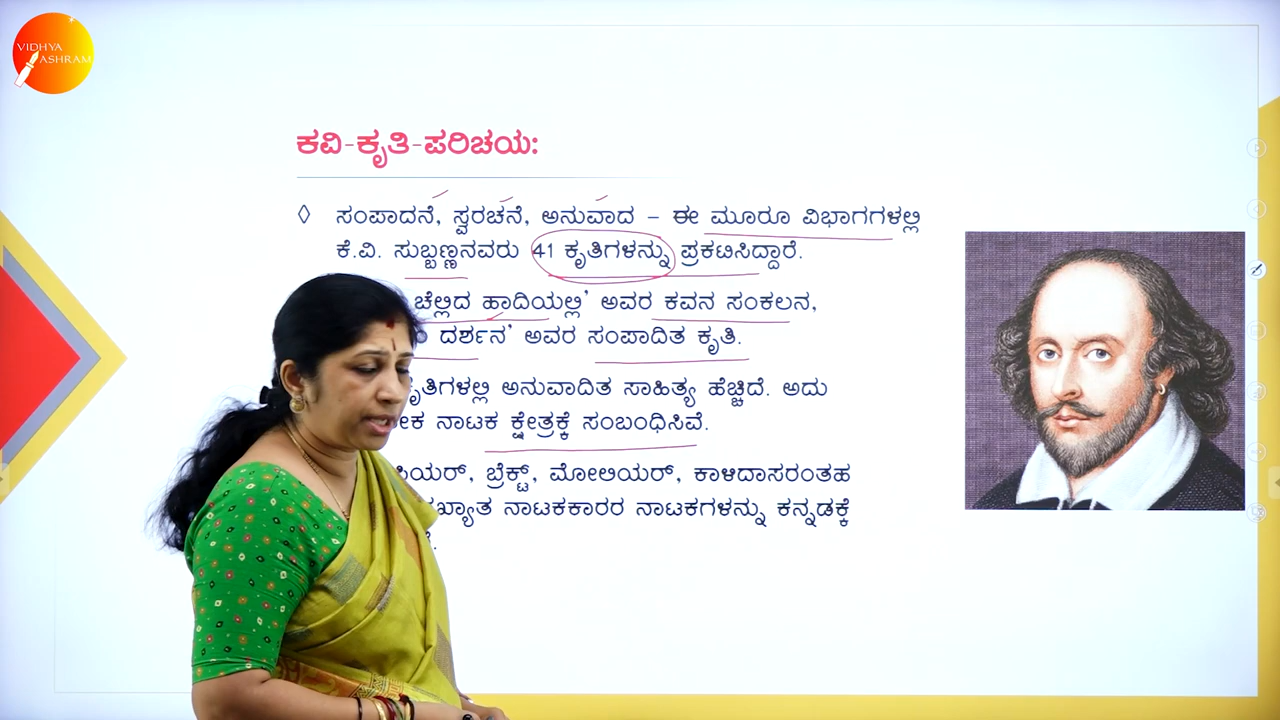 VIDHYA
ASHRAM
ಕವಿ-ಕೃತಿ-ಪರಿಚಯ:
ಸಂಪಾದನೆ, ಸ್ವರಚನೆ, ಅನುವಾದ – ಈ ಮೂರೂ ವಿಭಾಗಗಳಲ್ಲಿ
ಕೆ.ವಿ. ಸುಬ್ಬಣ್ಣನವರು 41 ಕೃತಿಗಳನ್ನು ಪ್ರಕಟಿಸಿದ್ದಾರೆ.
ಚೆಲ್ಲಿದ ಹಾದಿಯಲ್ಲಿ' ಅವರ ಕವನ ಸಂಕಲನ,
ದರ್ಶನ' ಅವರ ಸಂಪಾದಿತ ಕೃತಿ.
ಕೃತಿಗಳಲ್ಲಿ ಅನುವಾದಿತ ಸಾಹಿತ್ಯ ಹೆಚ್ಚಿದೆ. ಅದು
ನಾಟಕ ಕ್ಷೇತ್ರಕ್ಕೆ ಸಂಬಂಧಿಸಿವೆ.
ಬ್ರೆಕ್ಟ್, ಮೋಲಿಯರ್, ಕಾಳಿದಾಸರಂತಹ
ನಾಟಕಕಾರರ ನಾಟಕಗಳನ್ನು ಕನ್ನಡಕ್ಕೆ